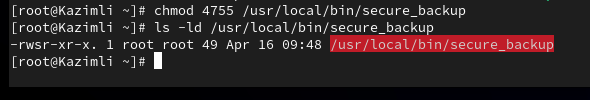 [root@Kazimli ~]# chmod 4755 /usr/local/bin/secure_backup
[root@Kazimli ~]# ls -ld /usr/local/bin/secure_backup
-rwsr-xr-x. 1 root root 49 Apr 16 09:48 /usr/local/bin/secure_backup
[root@Kazimli ~]#